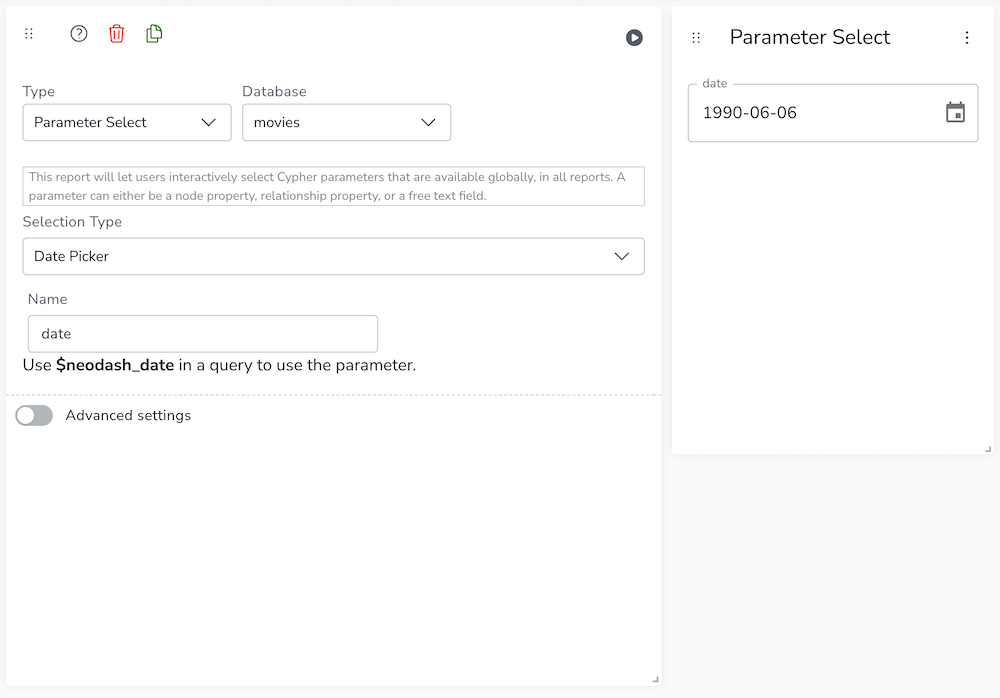 Parameter Select
Type
Database
Parameter Select
movies
This report will let users interactively select Cypher parameters that are available globally, in all reports. A
parameter can either be a node property, relationship property, or a free text field.
Selection Type
Date Picker
Name
date
Use $neodash_date in a query to use the parameter.
Advanced settings
date
1990-06-06